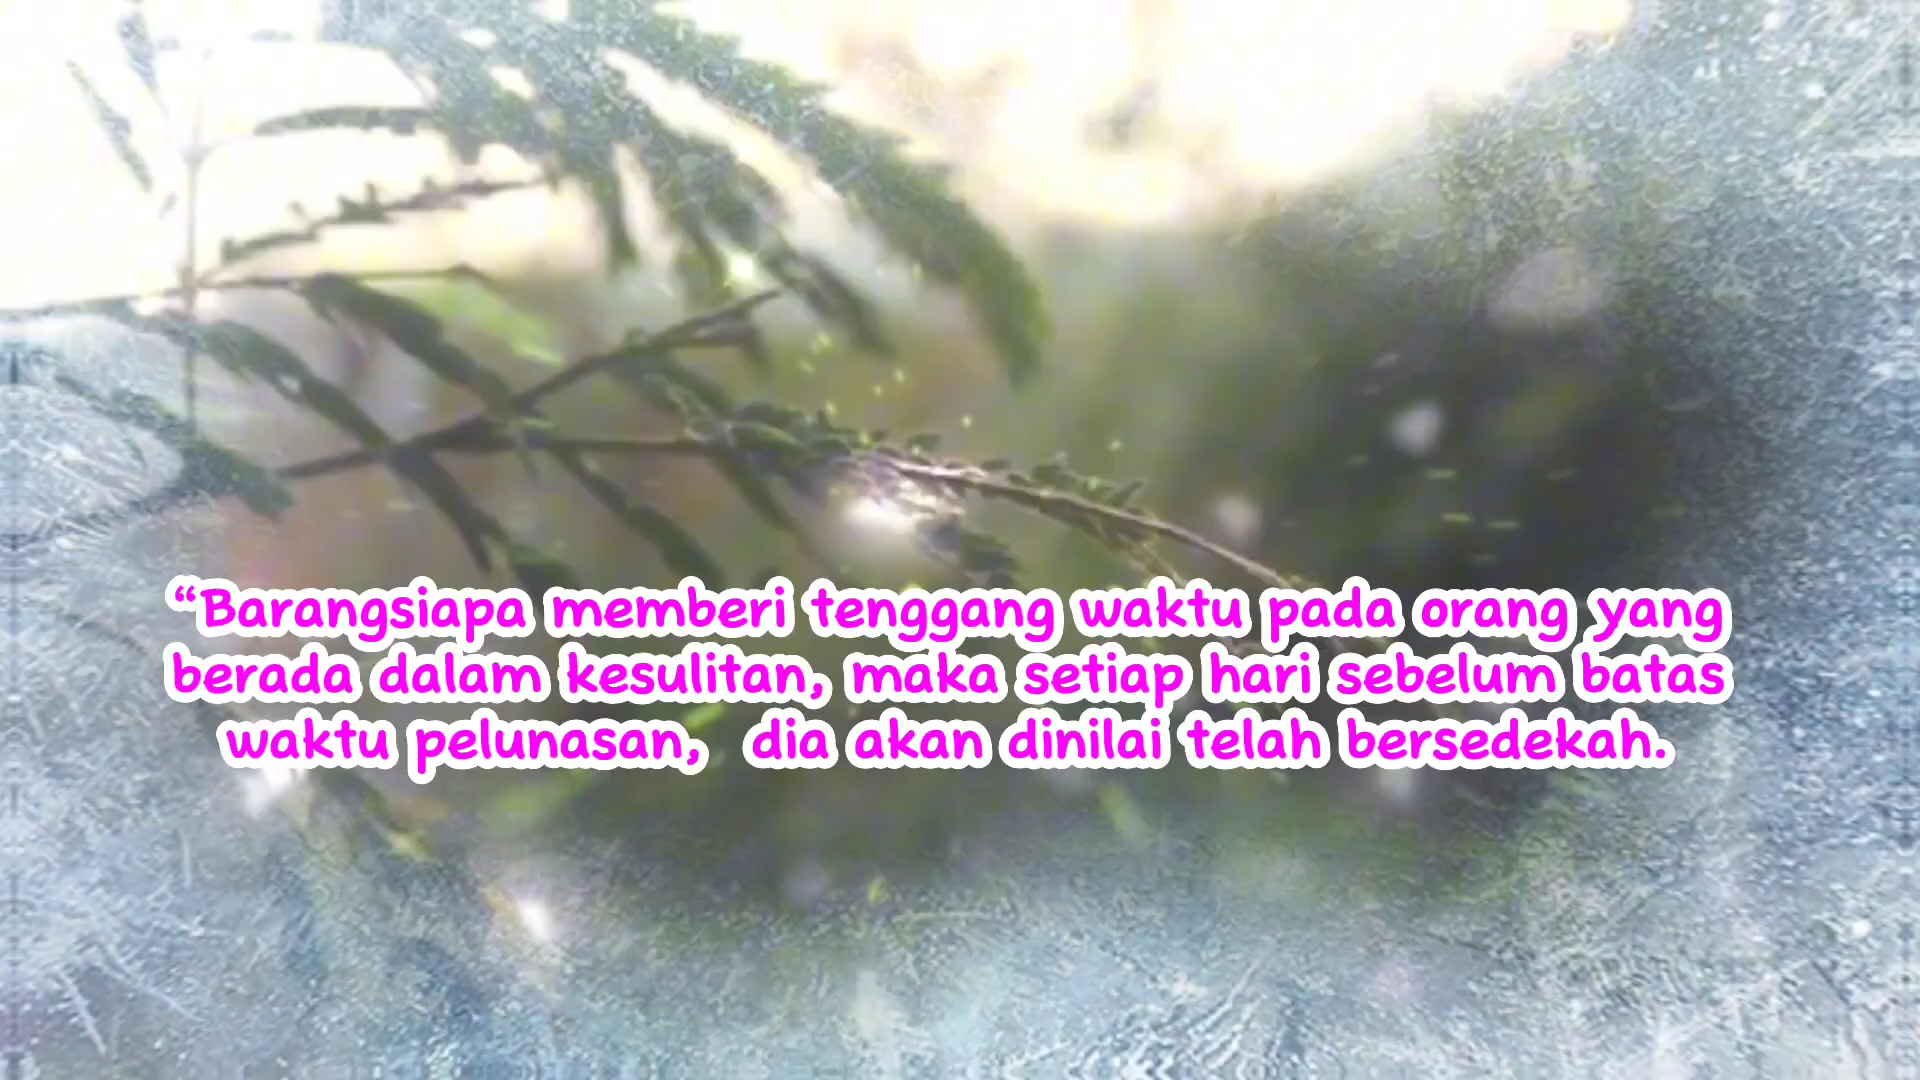 “Barangsiapa memberi tenggang waktu pada orang yang
berada dalam kesulitan, maka setiap hari sebelum batas
waktu pelunasan, dia akan dinilai telah bersedekah.